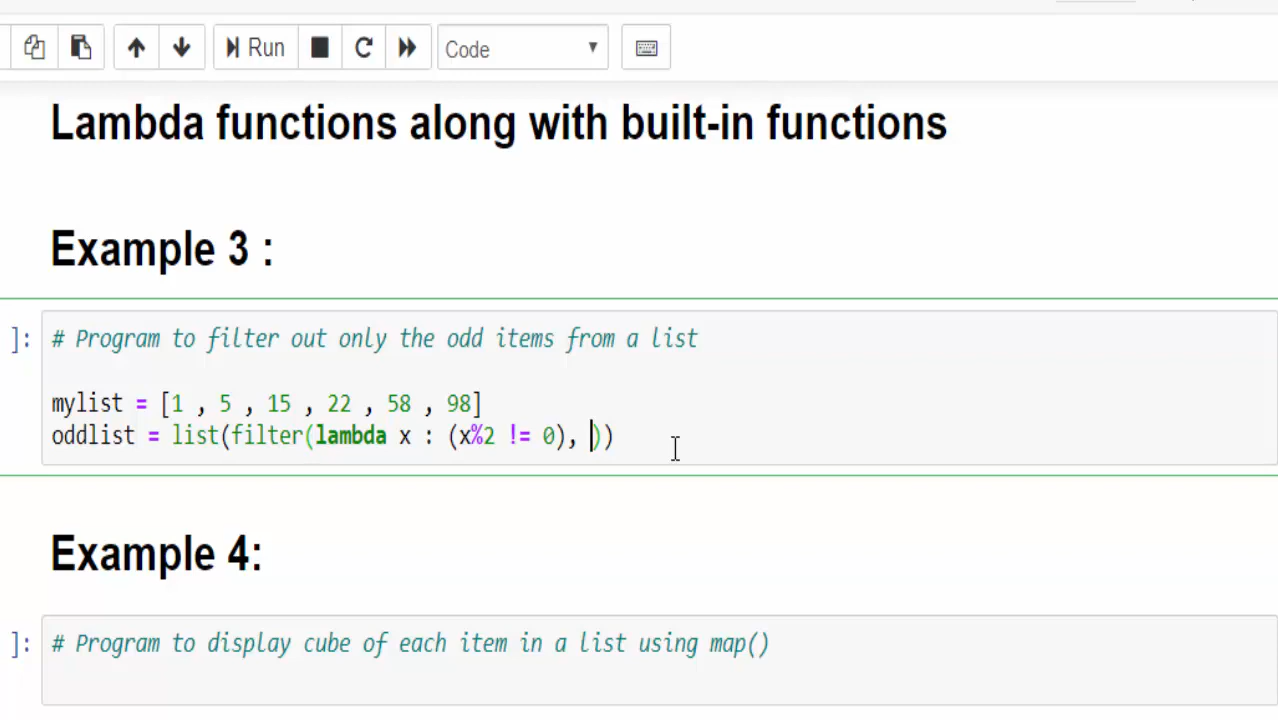 Run
Code
Lambda functions along with built-in functions
Example 3 :
]: # Program to filter out only the odd items from a list
mylist = [1 , 5 , 15 , 22 , 58 , 98]
oddlist = list(filter(lambda x : (x%2 != 0), ))
Example 4:
]: # Program to display cube of each item in a list using map()